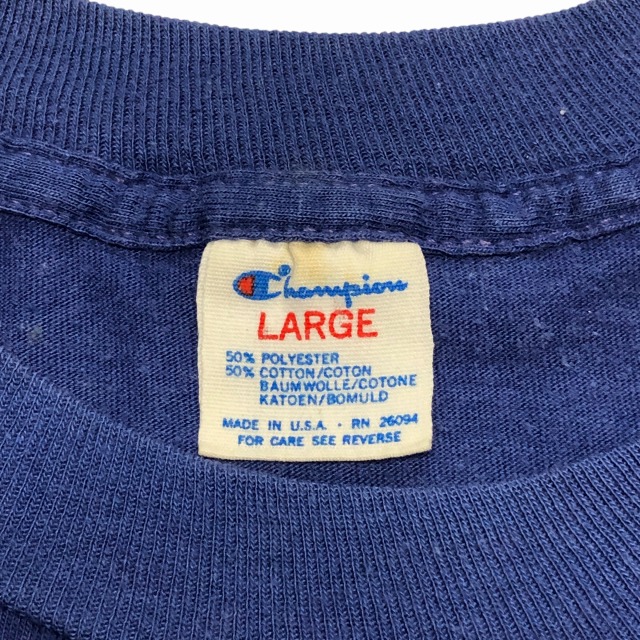 Champion
LARGE
50% POLYESTER
50% COTTON/COTON
BAUMWOLLE/COTONE
KATOEN/BOMULD
MADE IN U.S.A. · RN 26094
FOR CARE SEE REVERSE